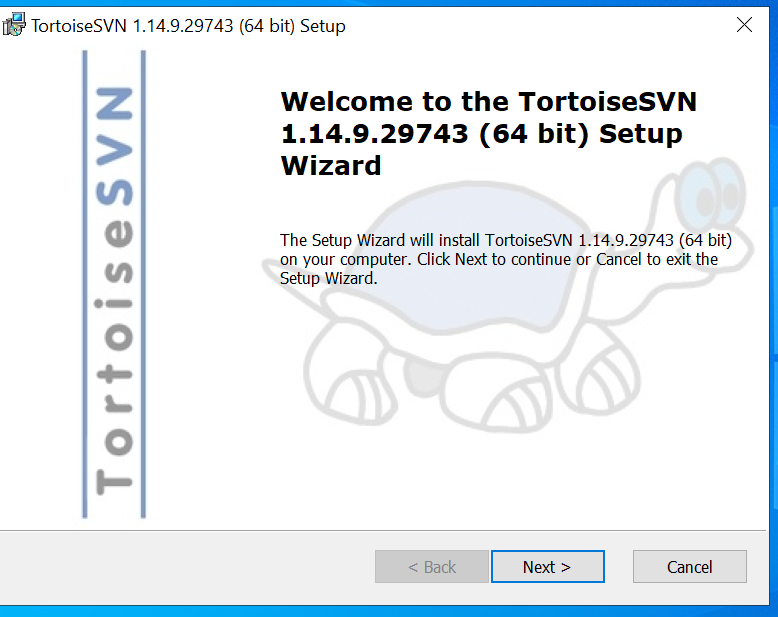 TortoiseSVN 1.14.9.29743 (64 bit) Setup
TortoiseSVN
Welcome to the TortoiseSVN
1.14.9.29743 (64 bit) Setup
Wizard
The Setup Wizard will install TortoiseSVN 1.14.9.29743 (64 bit)
on your computer. Click Next to continue or Cancel to exit the
Setup Wizard.
< Back
Next >
Cancel